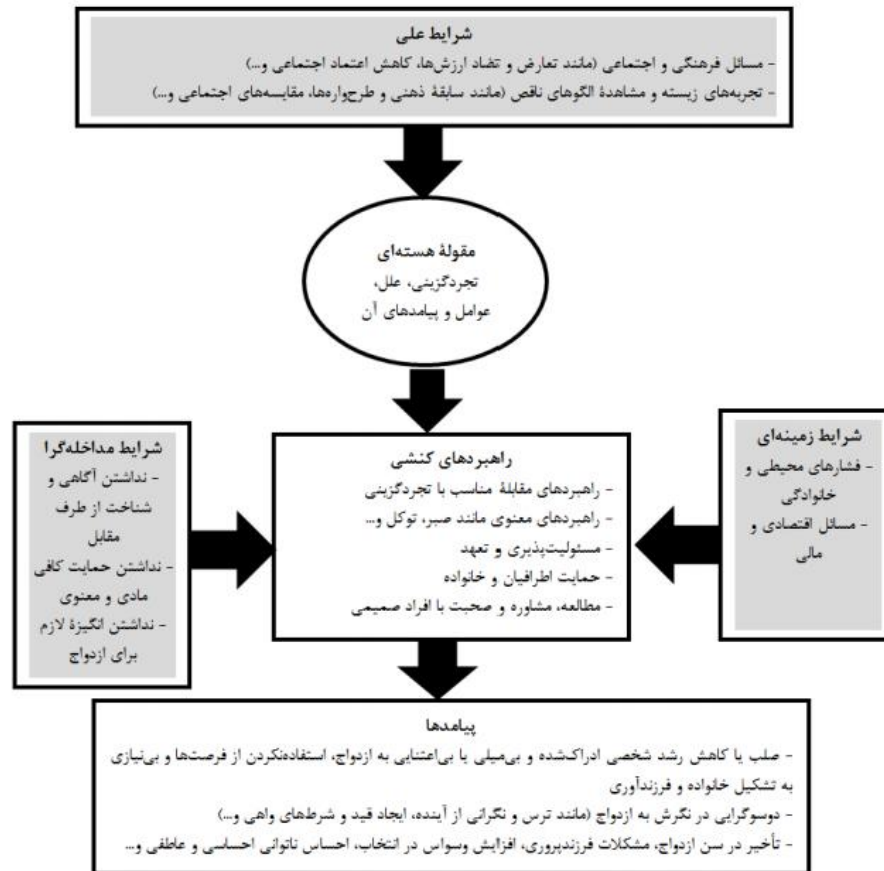 شرایط علی
- مسائل فرهنگی و اجتماعی (مانند تعارض و تضاد ارزش‌ها، کاهش اعتماد اجتماعی و...)
- تجربه‌های زیسته و مشاهدهٔ الگوهای ناقص (مانند سابقهٔ ذهنی و طرح‌واره‌ها، مقایسه‌های اجتماعی و...)
مقولهٔ هسته‌ای
تجردگزینی، علل،
عوامل و پیامدهای آن
شرایط زمینه‌ای
- فشارهای محیطی و
خانوادگی
- مسائل اقتصادی و
مالی
راهبردهای کنشی
- راهبردهای مقابلهٔ مناسب با تجردگزینی
- راهبردهای معنوی مانند صبر، توکل و...
- مسئولیت‌پذیری و تعهد
- حمایت اطرافیان و خانواده
- مطالعه، مشاوره و صحبت با افراد صمیمی
شرایط مداخله‌گرا
- نداشتن آگاهی و
شناخت از طرف
مقابل
- نداشتن حمایت کافی
مادی و معنوی
- نداشتن انگیزهٔ لازم
برای ازدواج
پیامدها
- صلب یا کاهش رشد شخصی ادراک‌شده و بی‌میلی یا بی‌اعتنایی به ازدواج، استفاده‌نکردن از فرصت‌ها و بی‌نیازی
به تشکیل خانواده و فرزندآوری
- دوسوگرایی در نگرش به ازدواج (مانند ترس و نگرانی از آینده، ایجاد قید و شرط‌های واهی و...)
- تأخیر در سن ازدواج، مشکلات فرزندپروری، افزایش وسواس در انتخاب، احساس ناتوانی احساسی و عاطفی و...